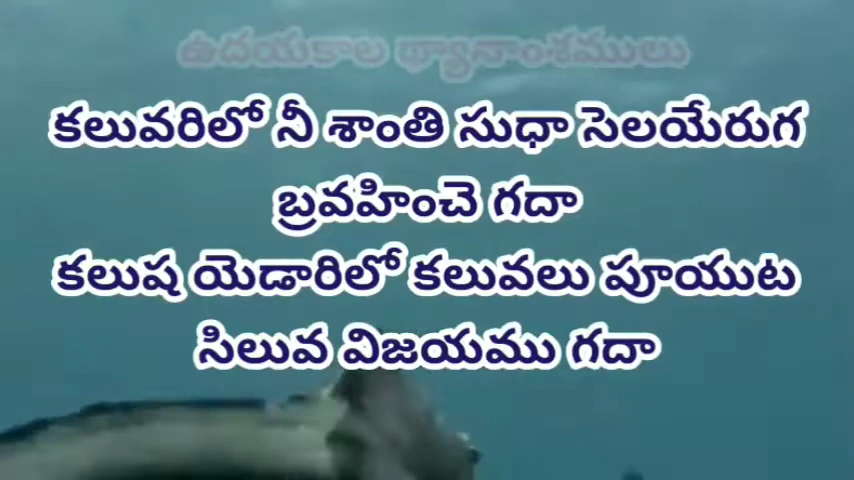 ఉదయకాల ధ్యానాంశములు
కలువరిలో నీ శాంతి సుధా సెలయేరుగ
బ్రవహించె గదా
కలుష యెడారిలో కలువలు పూయుట
సిలువ విజయము గదా